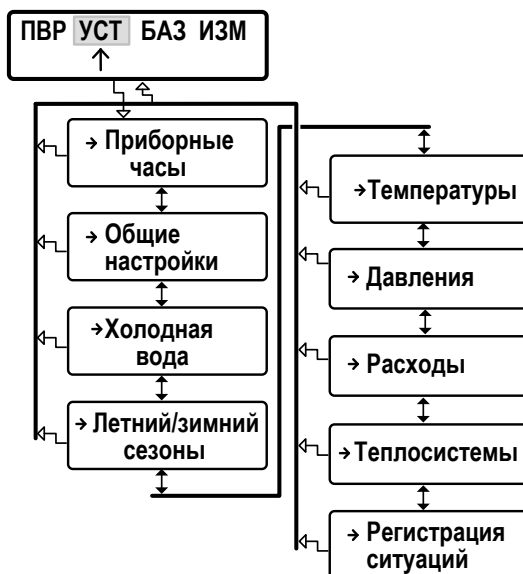 ПВР УСТ БАЗ ИЗМ
→ Приборные
часы
→ Общие
настройки
→Холодная
вода
→ Летний/зимний
сезоны
→Температуры
→ Давления
→ Расходы
→ Теплосистемы
→ Регистрация
ситуаций